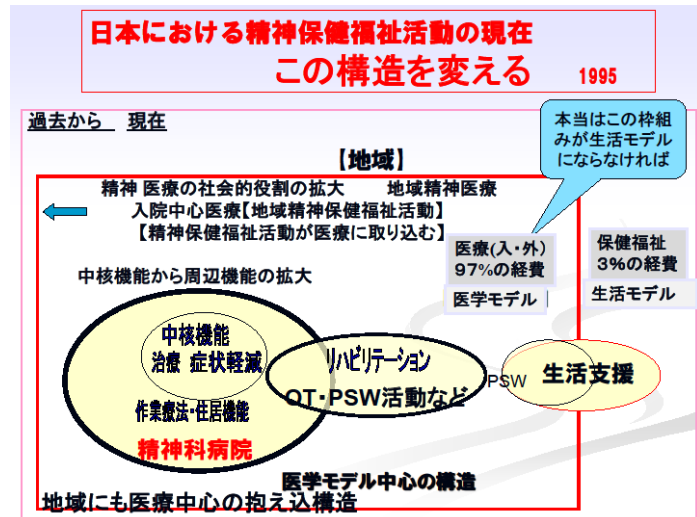 日本における精神保健福祉活動の現在
この構造を変える 1995
過去から 現在
本当はこの枠組
みが生活モデル
にならなければ
【地域】
精神 医療の社会的役割の拡大 地域精神医療
入院中心医療【地域精神保健福祉活動】
【精神保健福祉活動が医療に取り込む】
医療(入・外)
97%の経費
医学モデル
保健福祉
3%の経費
生活モデル
中核機能から周辺機能の拡大
中核機能
治療 症状軽減
作業療法・住居機能
精神科病院
リハビリテーション
OT・PSW活動など
PSW
生活支援
医学モデル中心の構造
地域にも医療中心の抱え込構造